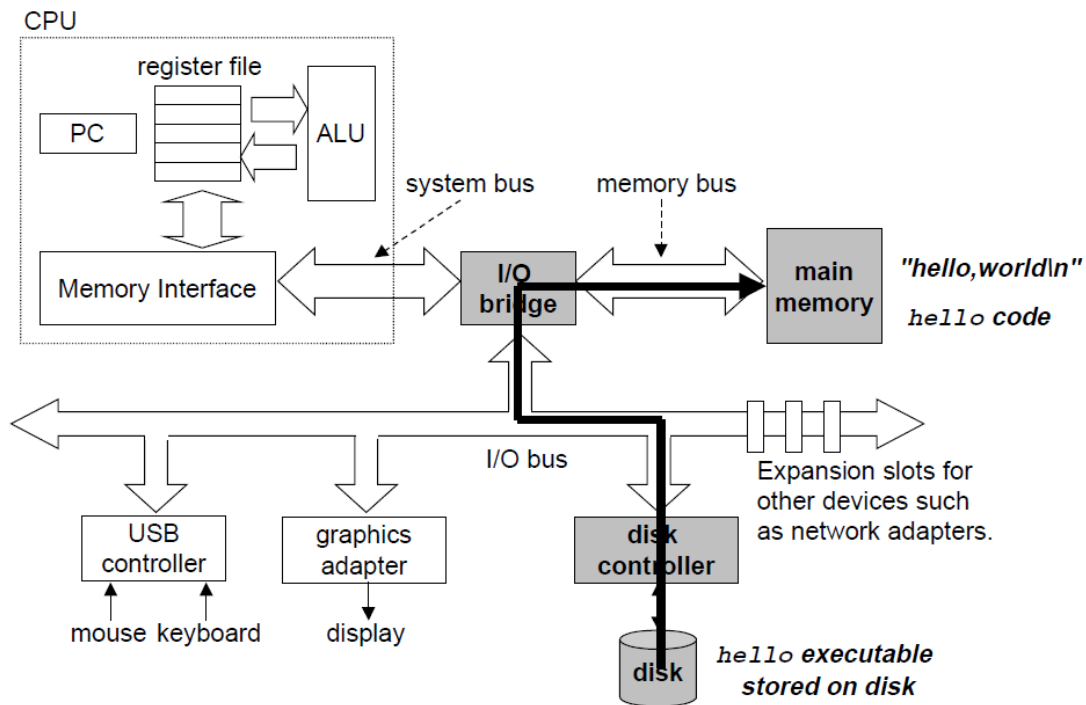 CPU
register file
PC
ALU
system bus
memory bus
Memory Interface
I/O
bridge
main
memory
"hello,world\n"
hello code
I/O bus
Expansion slots for
other devices such
as network adapters.
USB
controller
graphics
adapter
disk
controller
mouse keyboard
display
disk
hello executable
stored on disk